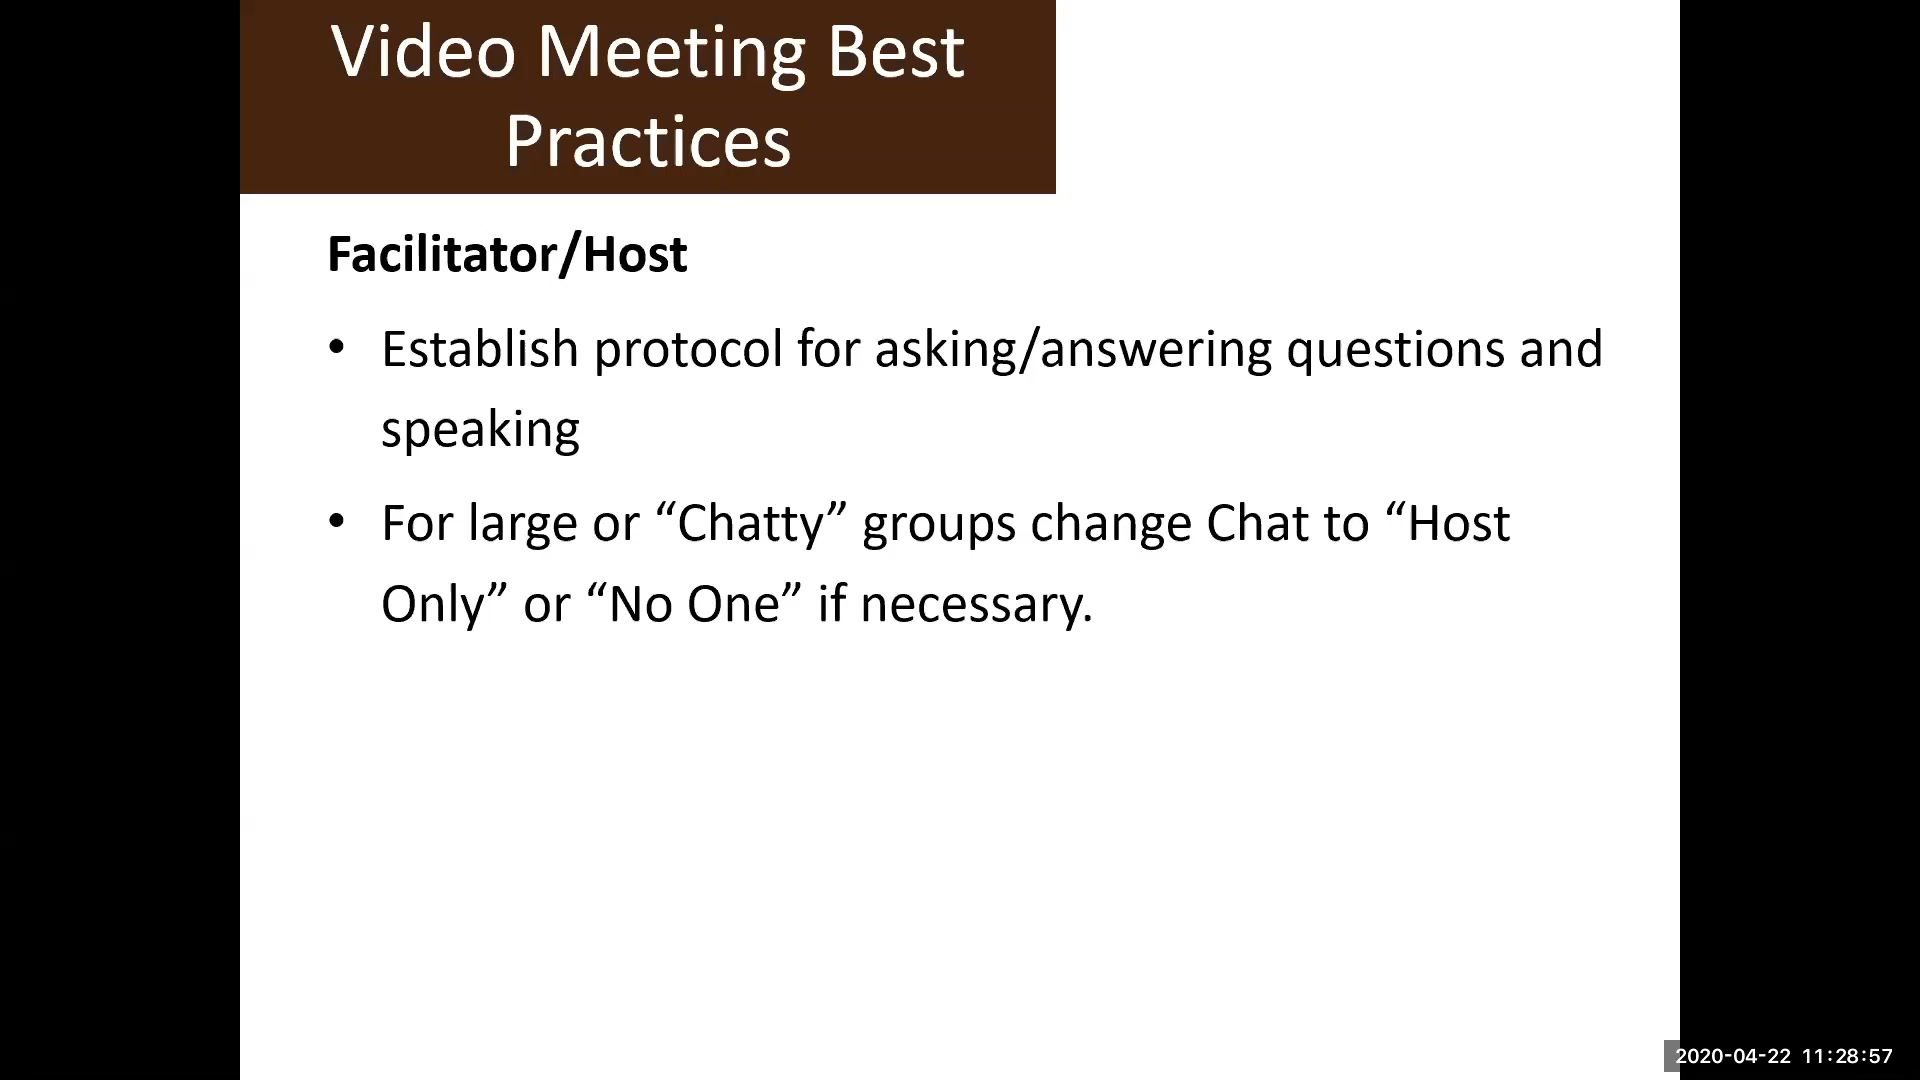 Video Meeting Best
Practices
Facilitator/Host
• Establish protocol for asking/answering questions and
speaking
• For large or “Chatty” groups change Chat to “Host
Only” or “No One” if necessary.
2020-04-22 11:28:57